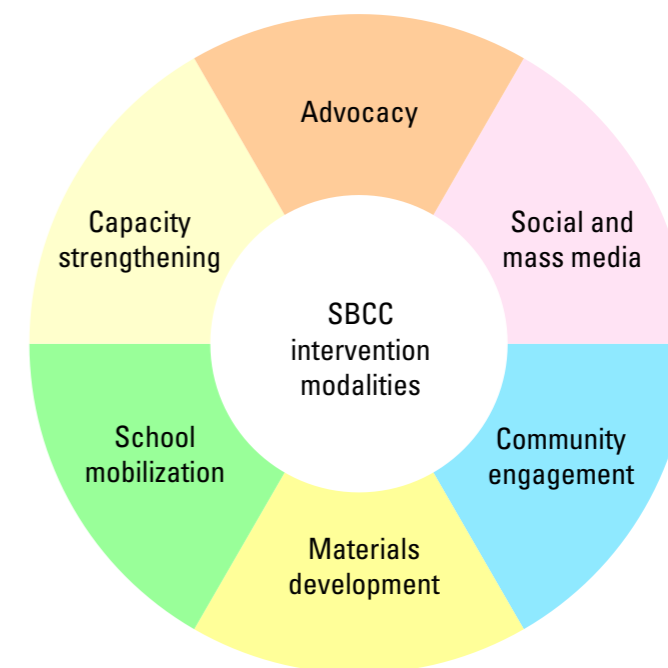 Advocacy
Social and
mass media
Community
engagement
Materials
development
School
mobilization
Capacity
strengthening
SBCC
intervention
modalities